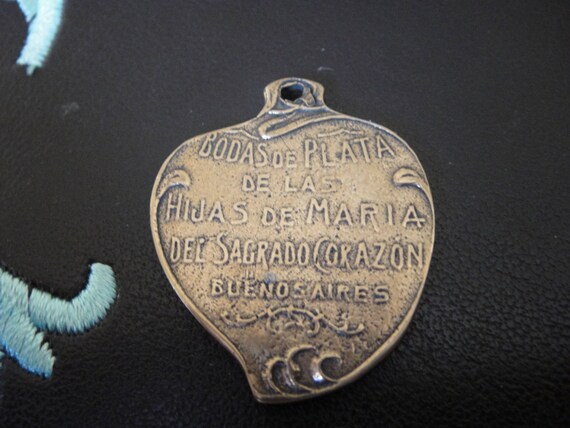 BODAS DE PLATA
DE LAS
HIJAS DE MARIA
DEL SAGRADO CORAZÓN
BUENOS AIRES